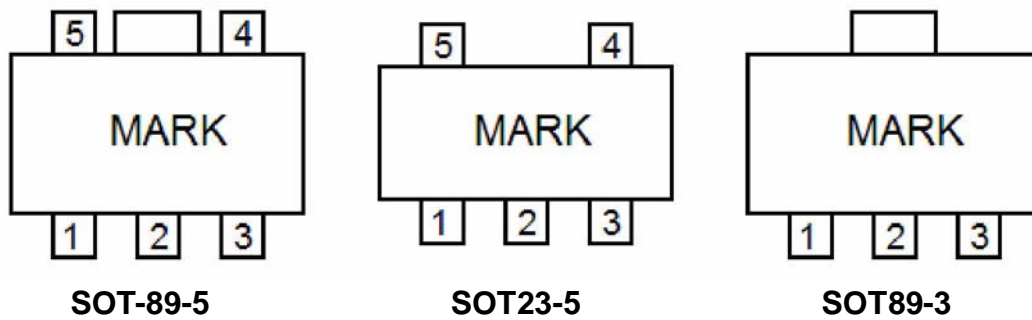 5 4 5 4
MARK MARK MARK
1 2 3 1 2 3 1 2 3
SOT-89-5 SOT23-5 SOT89-3